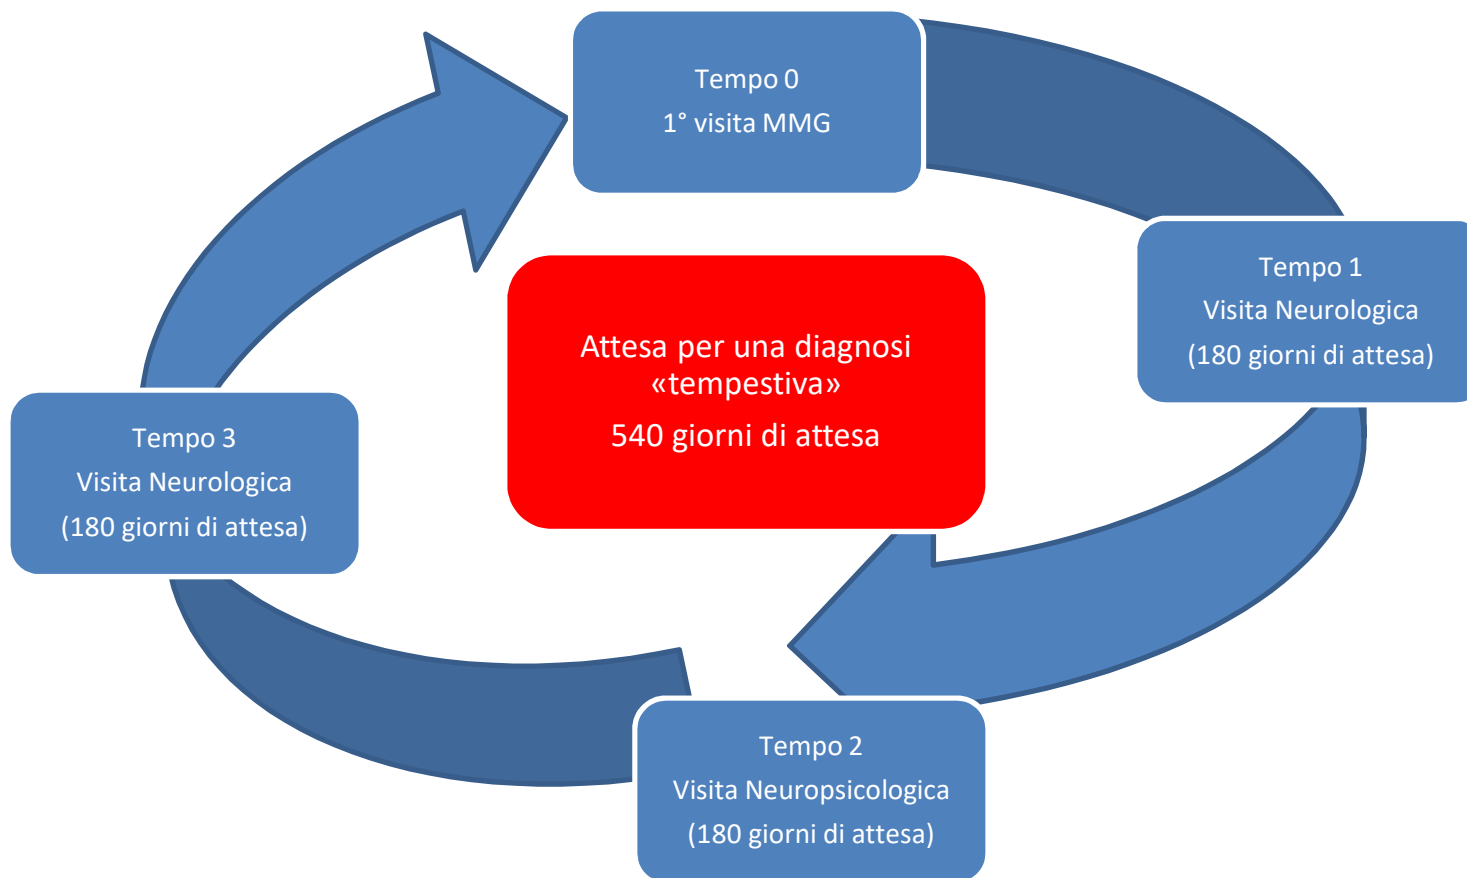 Tempo 0
1° visita MMG
Tempo 1
Visita Neurologica
(180 giorni di attesa)
Attesa per una diagnosi
«tempestiva»
540 giorni di attesa
Tempo 3
Visita Neurologica
(180 giorni di attesa)
Tempo 2
Visita Neuropsicologica
(180 giorni di attesa)